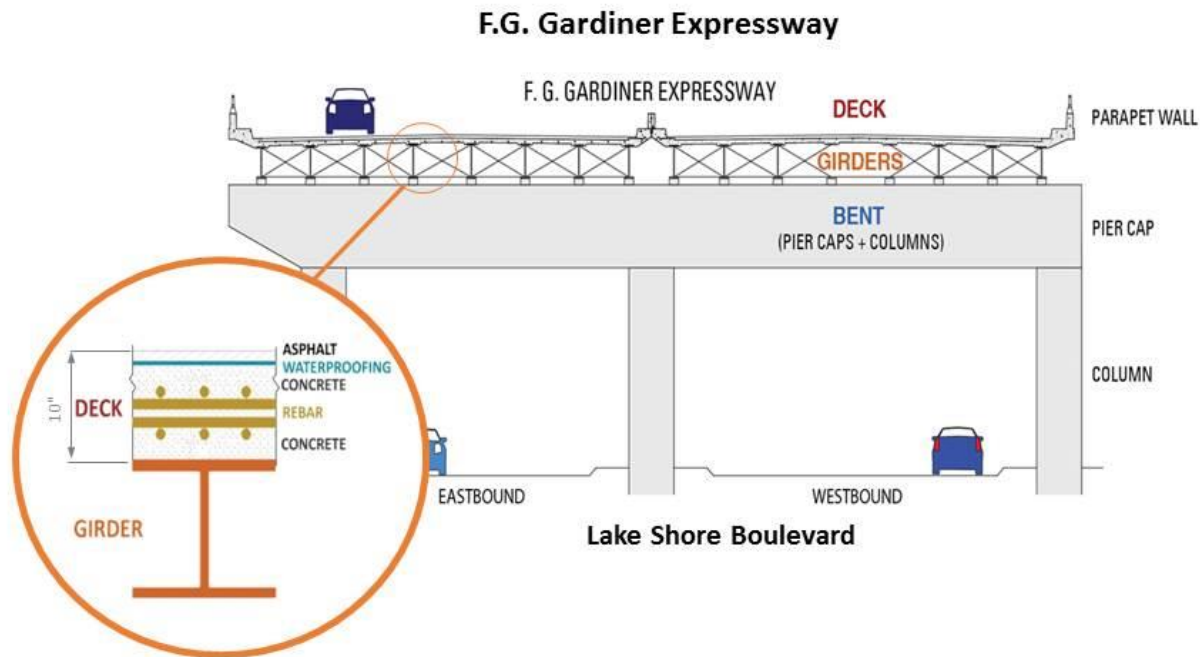 F.G. Gardiner Expressway
F. G. GARDINER EXPRESSWAY
DECK
PARAPET WALL
GIRDERS
BENT
(PIER CAPS + COLUMNS)
PIER CAP
COLUMN
ASPHALT
WATERPROOFING
CONCRETE
REBAR
CONCRETE
10"
DECK
GIRDER
EASTBOUND
WESTBOUND
Lake Shore Boulevard